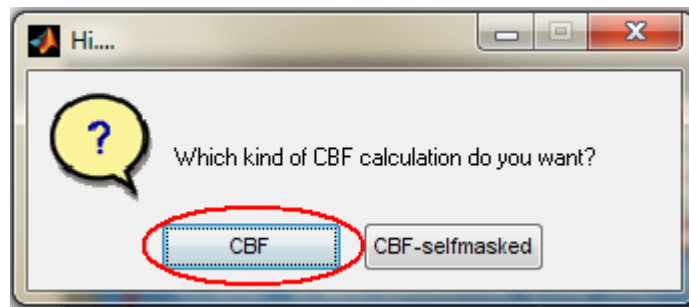 Hi....
?
Which kind of CBF calculation do you want?
CBF
CBF-selfmasked